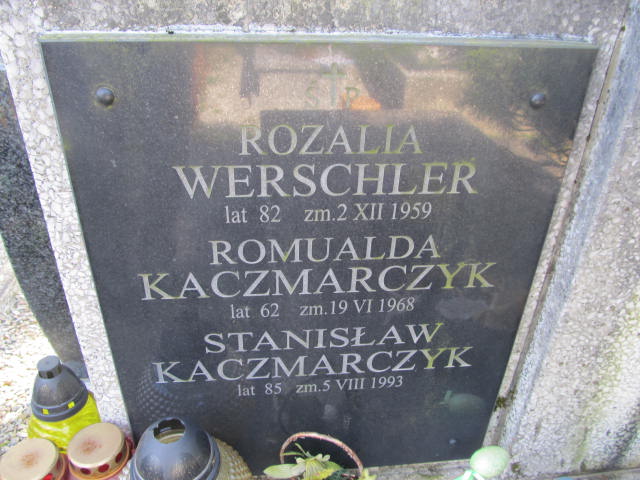 Ś P
ROZALIA
WERSCHLER
lat 82 zm.2 XII 1959
ROMUALDA
KACZMARCZYK
lat 62 zm.19 VI 1968
STANISŁAW
KACZMARCZYK
lat 85 zm.5 VIII 1993